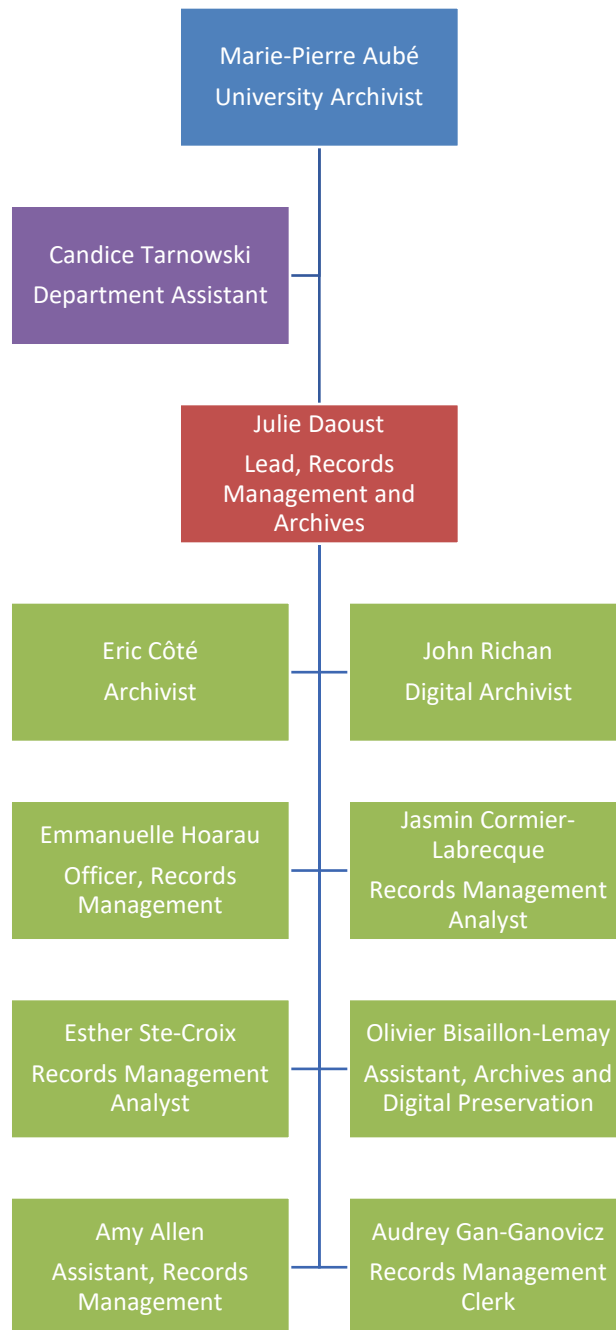 Marie-Pierre Aubé
University Archivist
Candice Tarnowski
Department Assistant
Julie Daoust
Lead, Records
Management and
Archives
Eric Côté
Archivist
John Richan
Digital Archivist
Emmanuelle Hoarau
Officer, Records
Management
Jasmin Cormier-
Labrecque
Records Management
Analyst
Esther Ste-Croix
Records Management
Analyst
Olivier Bisaillon-Lemay
Assistant, Archives and
Digital Preservation
Amy Allen
Assistant, Records
Management
Audrey Gan-Ganovicz
Records Management
Clerk